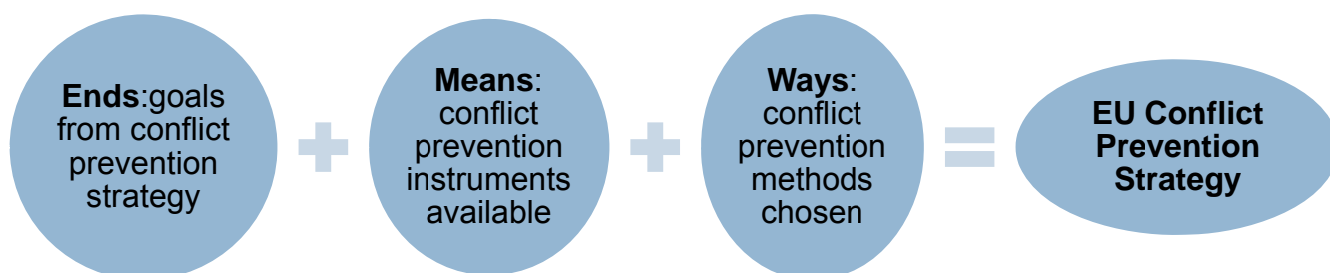 Ends:goals
from conflict
prevention
strategy
+
Means:
conflict
prevention
instruments
available
+
Ways:
conflict
prevention
methods
chosen
=
EU Conflict
Prevention
Strategy